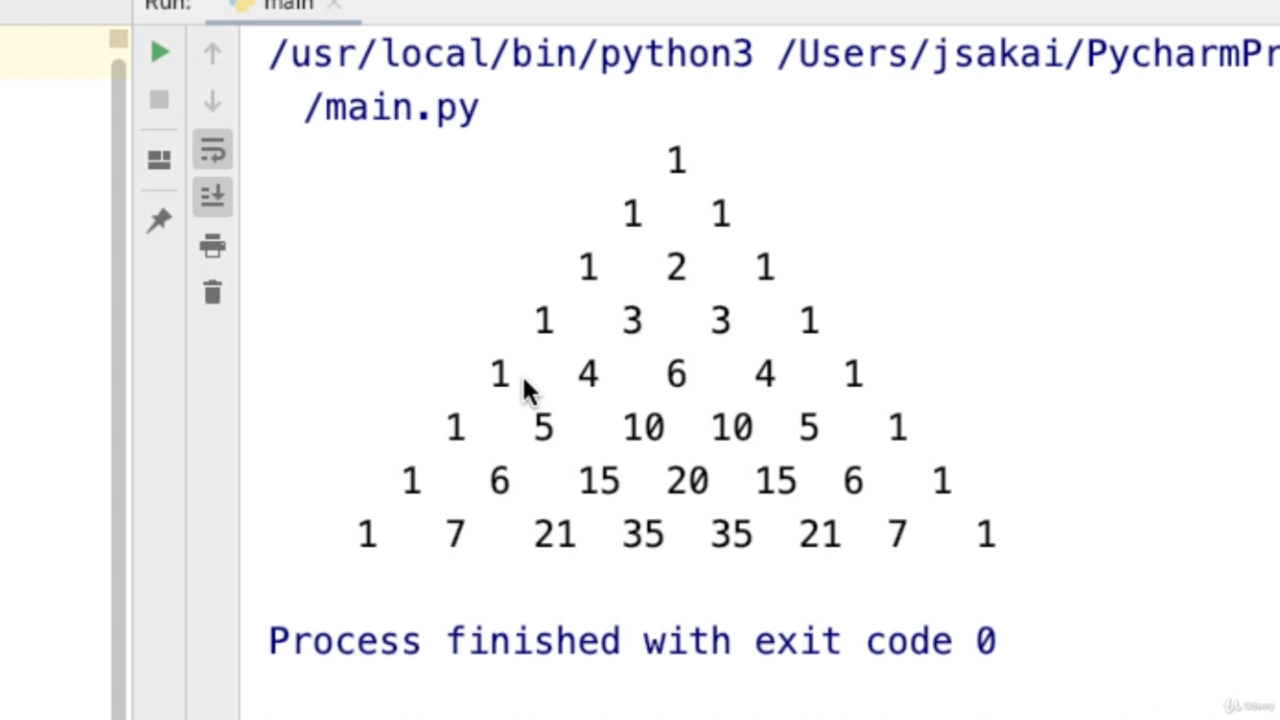 Run:
main
/usr/local/bin/python3 /Users/jsakai/PycharmPr
/main.py
1
1 1
1 2 1
1 3 3 1
1 4 6 4 1
1 5 10 10 5 1
1 6 15 20 15 6 1
1 7 21 35 35 21 7 1
Process finished with exit code 0
Udemy